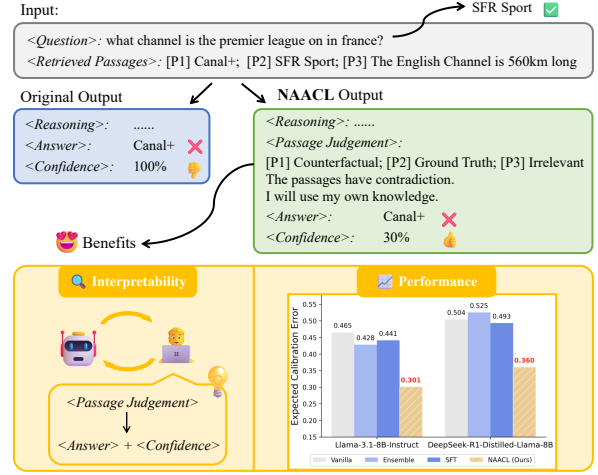 Input:
SFR Sport
<Question>: what channel is the premier league on in france?
<Retrieved Passages>: [P1] Canal+; [P2] SFR Sport; [P3] The English Channel is 560km long
Original Output
<Reasoning>: ......
<Answer>: Canal+
<Confidence>: 100%
NAACL Output
<Reasoning>: ......
<Passage Judgement>:
[P1] Counterfactual; [P2] Ground Truth; [P3] Irrelevant
The passages have contradiction.
I will use my own knowledge.
<Answer>: Canal+
<Confidence>: 30%
Benefits
Interpretability
<Passage Judgement>
<Answer> + <Confidence>
Performance
Expected Calibration Error
0.55
0.50
0.45
0.40
0.35
0.30
0.25
0.20
0.15
0.465
0.428
0.441
0.301
0.504
0.525
0.493
0.360
Llama-3.1-8B-Instruct
DeepSeek-R1-Distilled-Llama-8B
Vanilla
Ensemble
SFT
NAACL (Ours)